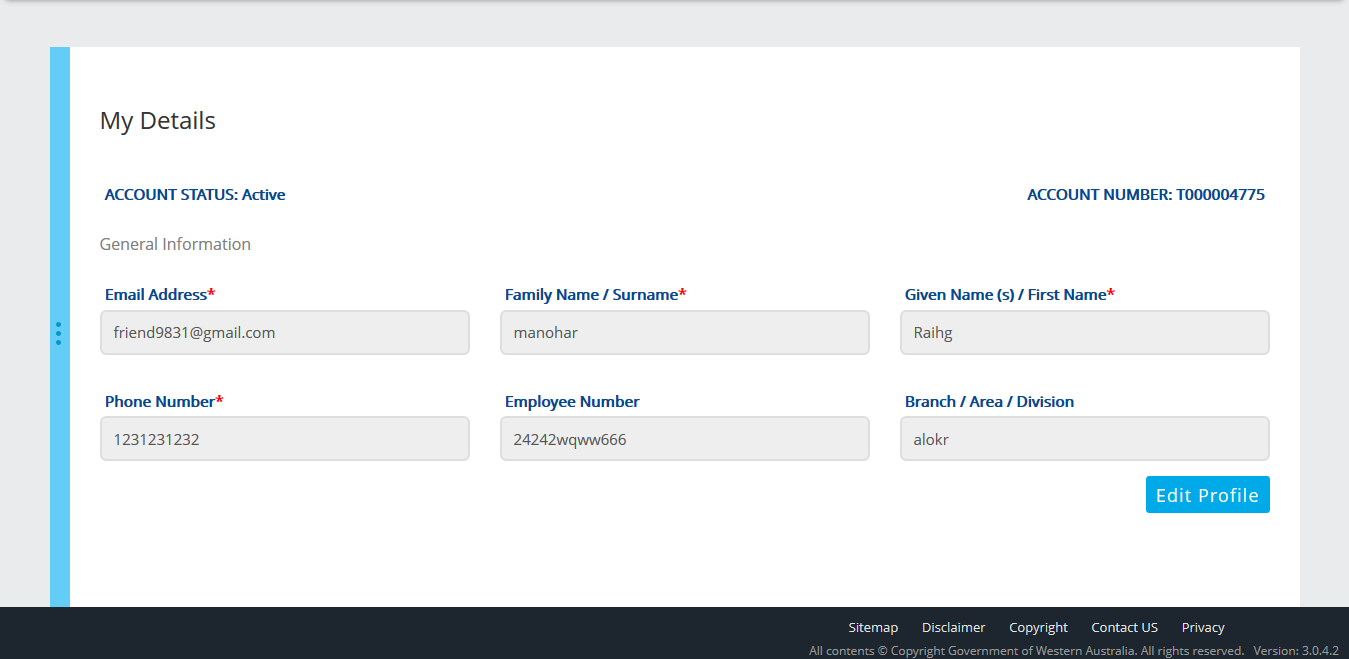 My Details
ACCOUNT STATUS: Active ACCOUNT NUMBER: T000004775
General Information
Email Address* Family Name / Surname* Given Name (s) / First Name*
friend9831@gmail.com manohar Raihg
Phone Number* Employee Number Branch / Area / Division
1231231232 24242wqww666 alokr
Edit Profile
Sitemap Disclaimer Copyright Contact US Privacy
All contents © Copyright Government of Western Australia. All rights reserved. Version: 3.0.4.2